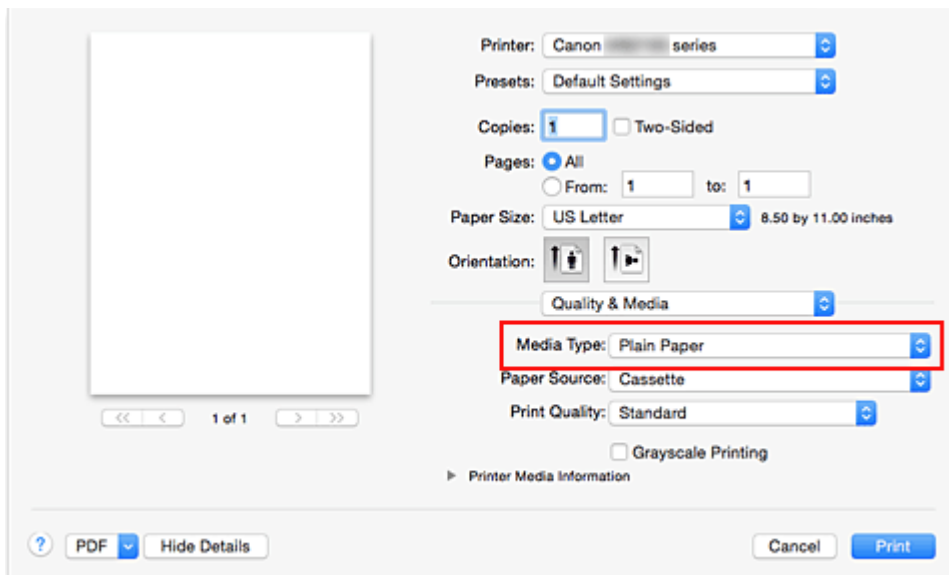 Printer: Canon series
Presets: Default Settings
Copies: 1 Two-Sided
Pages: All
From: 1 to: 1
Paper Size: US Letter 8.50 by 11.00 inches
Orientation:
Quality & Media
Media Type: Plain Paper
Paper Source: Cassette
Print Quality: Standard
Grayscale Printing
Printer Media Information
<< < 1 of 1 > >>
? PDF Hide Details Cancel Print